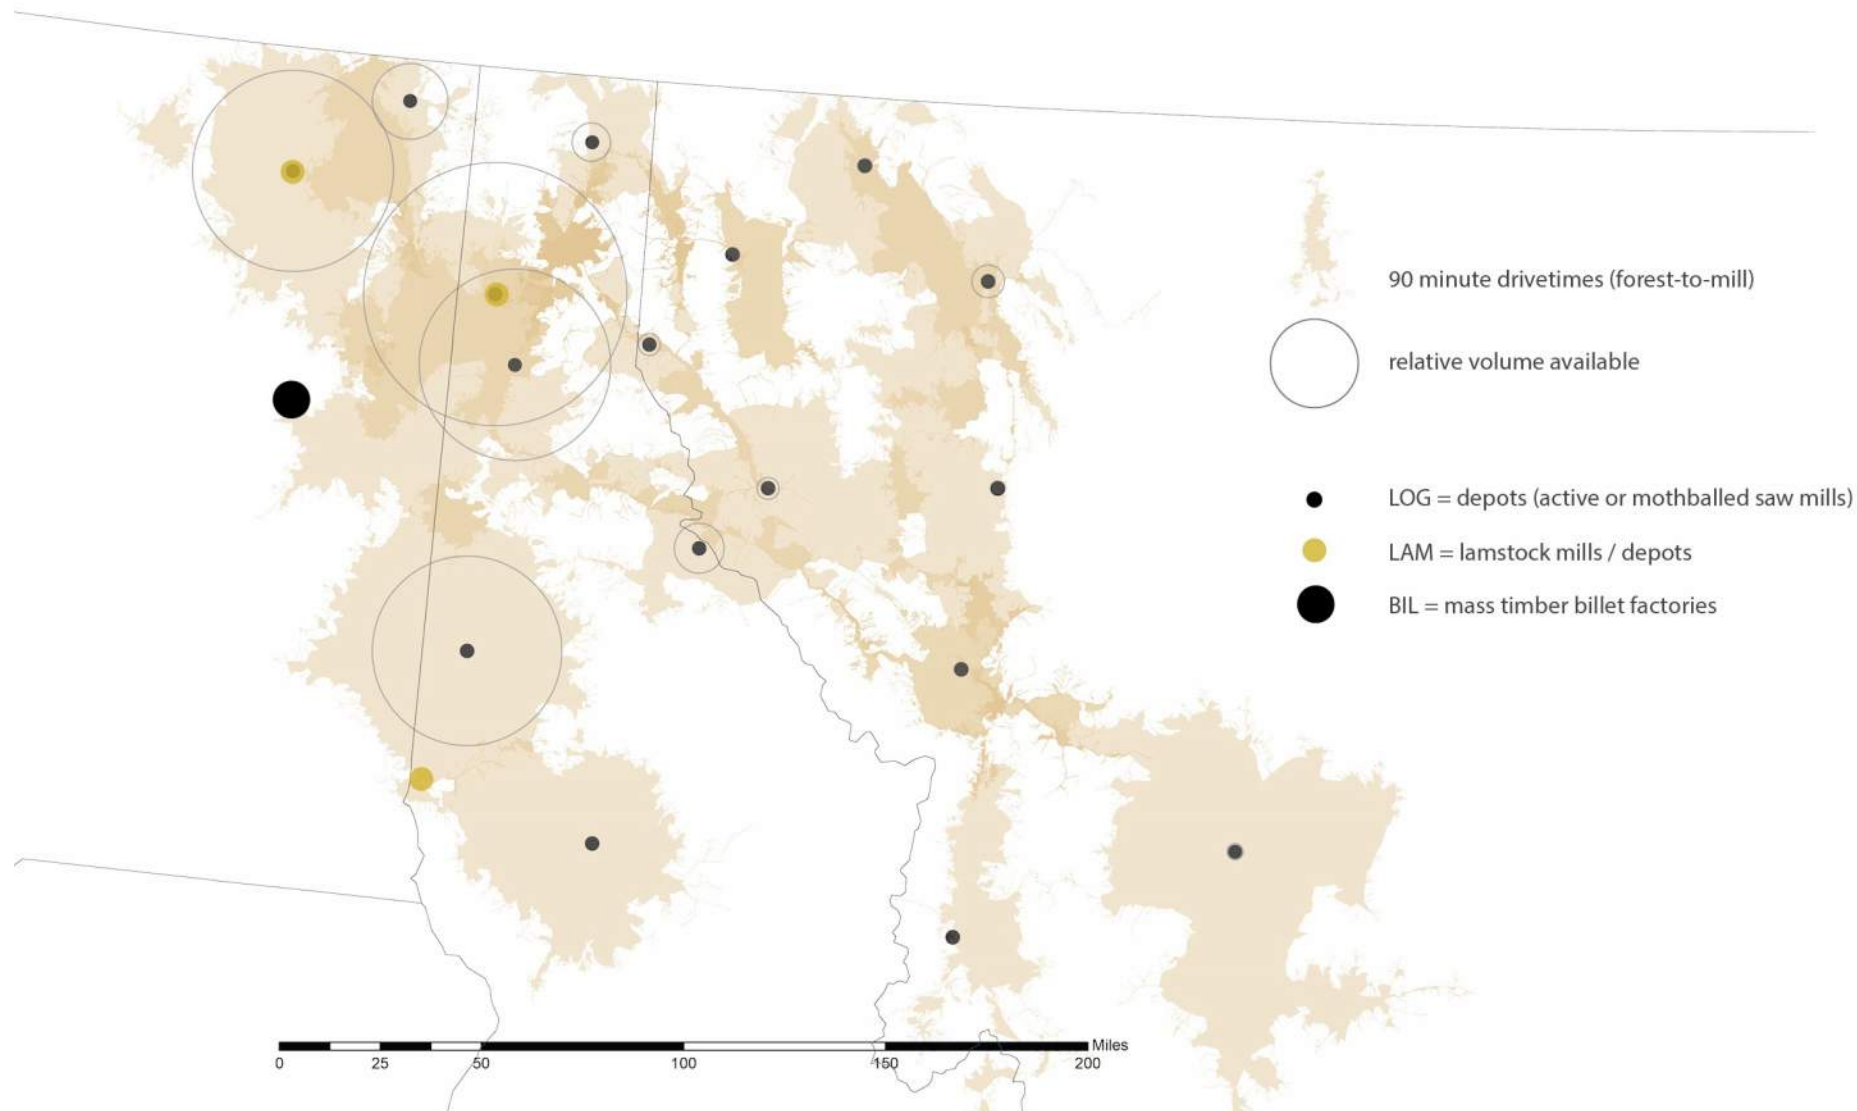 90 minute drivetimes (forest-to-mill)
relative volume available
LOG = depots (active or mothballed saw mills)
LAM = lamstock mills / depots
BIL = mass timber billet factories
Miles
0 25 50 100 150 200